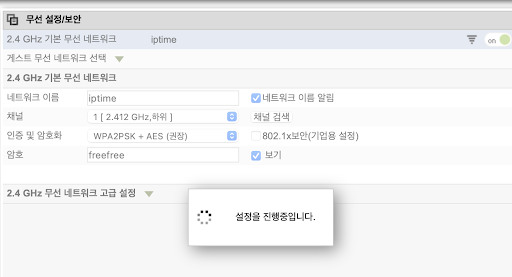 무선 설정/보안
2.4 GHz 기본 무선 네트워크 iptime on
게스트 무선 네트워크 선택
2.4 GHz 기본 무선 네트워크
네트워크 이름 iptime 네트워크 이름 알림
채널 1 [ 2.412 GHz,하위 ] 채널 검색
인증 및 암호화 WPA2PSK + AES (권장) 802.1x보안(기업용 설정)
암호 freefree 보기
2.4 GHz 무선 네트워크 고급 설정
설정을 진행중입니다.